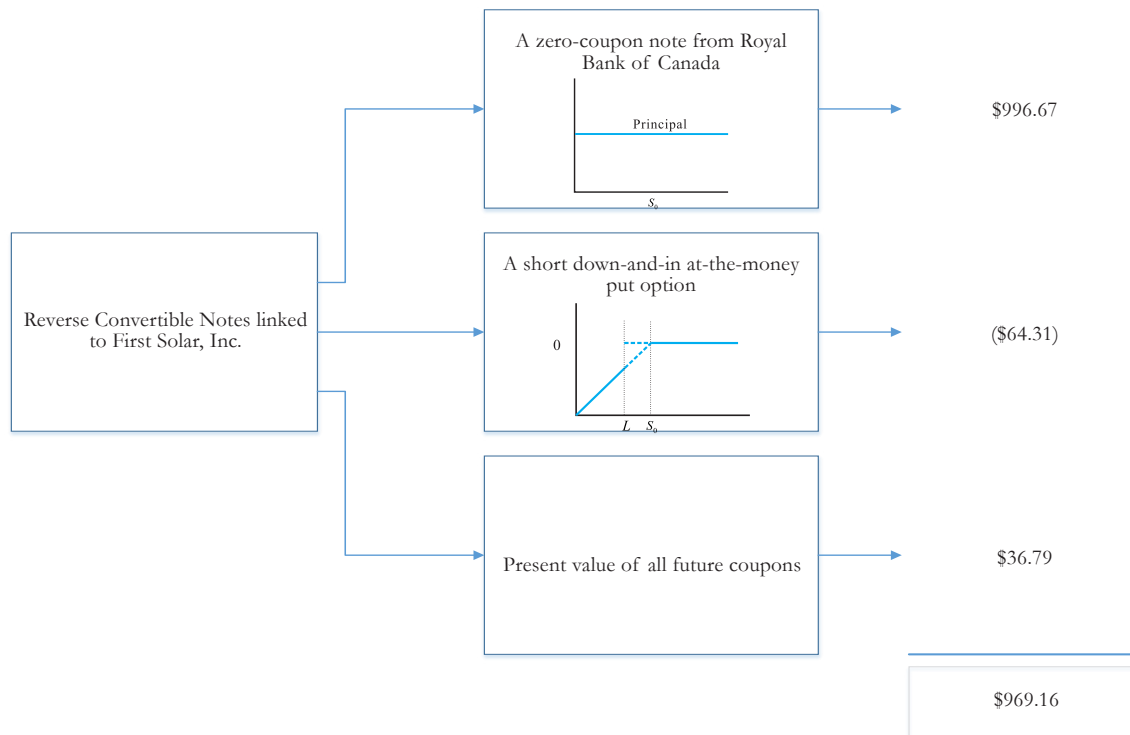 A zero-coupon note from Royal
Bank of Canada
Principal
S₀
$996.67
Reverse Convertible Notes linked
to First Solar, Inc.
A short down-and-in at-the-money
put option
0
L S₀
($64.31)
Present value of all future coupons
$36.79
$969.16